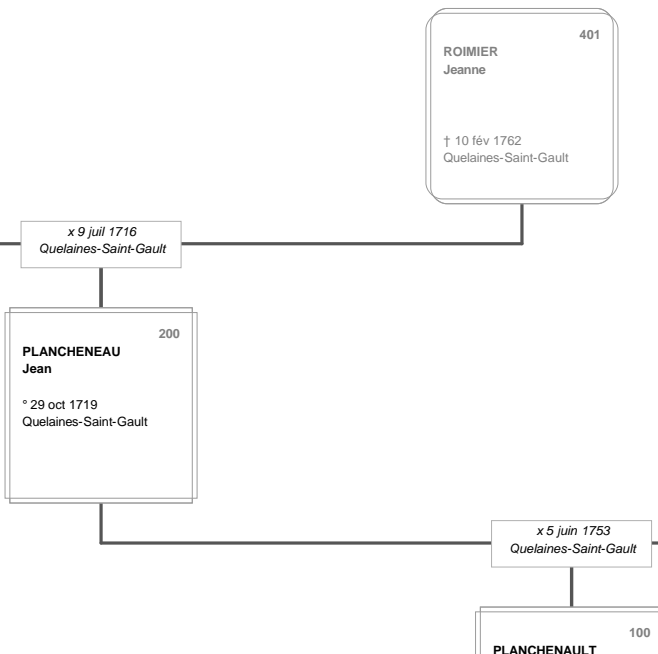 401
ROIMIER
Jeanne
† 10 fév 1762
Quelaines-Saint-Gault
x 9 juil 1716
Quelaines-Saint-Gault
200
PLANCHENEAU
Jean
° 29 oct 1719
Quelaines-Saint-Gault
x 5 juin 1753
Quelaines-Saint-Gault
100
PLANCHENAULT